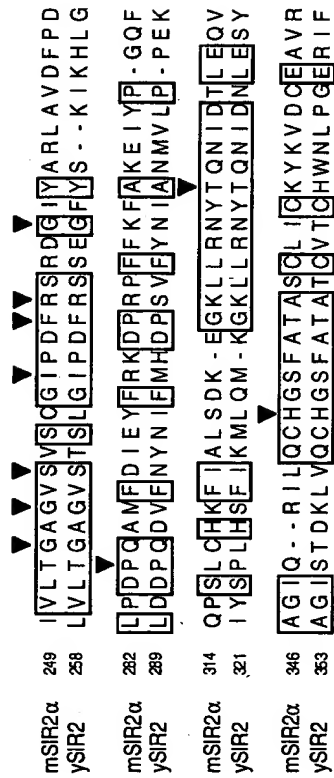 mSIR2α 249 IVLTGAGVSVSCGIPDFRSRDGIYARLAVDFPD
ySIR2 258 LVLTGAGVSTSLGIPDFRSSEGFYS--KIKHLG
mSIR2α 282 LPDPQAMFDIEYFRKDPRPFFKFAKEIYP-GQF
ySIR2 289 LDDPQDVFNYNIFMHDPSVFYNIANMVLP-PEK
mSIR2α 314 QPSLCHKFIALSDK-EGKLLRNYTQNIDTLEQV
ySIR2 321 IYSPLHSFIKMLQM-KGKLLRNYTQNIDNLESY
mSIR2α 346 AGIQ--RILQCHGSFATASCLICKYKVDCEAVR
ySIR2 353 AGISTDKLVQCHGSFATATCVTCHWNLPGERIF